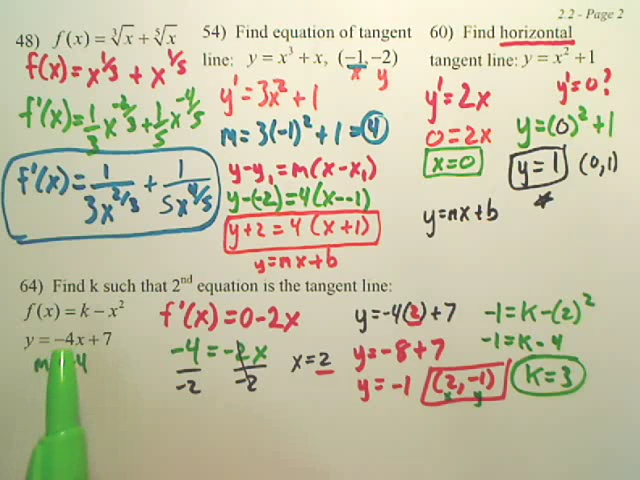 2.2 - Page 2
48) f(x) = ∛x + ⁵√x
f(x) = x^1/3 + x^1/5
f'(x) = 1/3 x^-2/3 + 1/5 x^-4/5
f'(x) = 1/(3x^2/3) + 1/(5x^4/5)
54) Find equation of tangent
line: y = x³ + x, (−1,−2)
x y
y' = 3x² + 1
m = 3(-1)² + 1 = 4
y-y₁ = m(x-x₁)
y-(-2) = 4(x--1)
y+2 = 4(x+1)
y=mx+b
60) Find horizontal
tangent line: y = x² + 1
y'=0?
y' = 2x
0 = 2x
x=0
y=(0)²+1
y=1 (0,1)
*
y=mx+b
64) Find k such that 2nd equation is the tangent line:
f(x) = k − x²
y = −4x + 7
f'(x) = 0-2x
-4 = -2x
-2 -2
x=2
y=-4(2)+7
y=-8+7
y=-1 (2,-1)
x y
-1=k-(2)²
-1=k-4
k=3